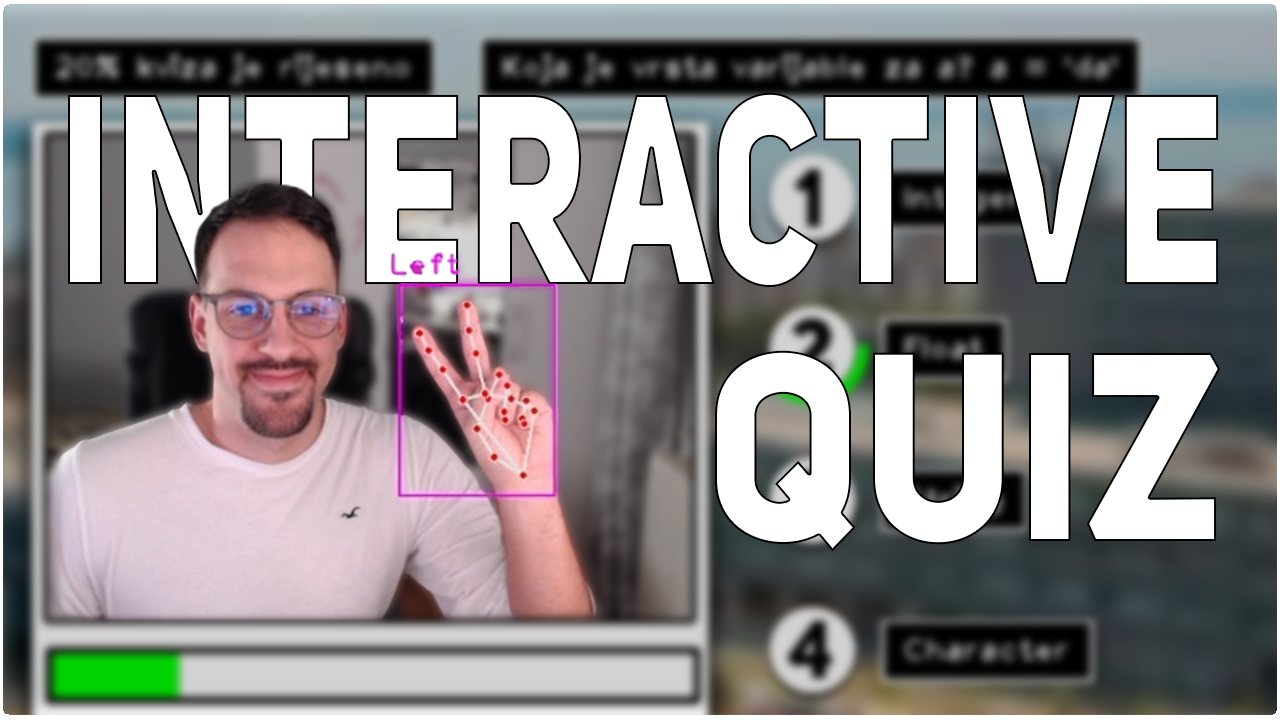 20% kviza je riješeno
Koja je vrsta varijable za a? a = 'da'
INTERACTIVE
1
Left
2 Float
QUIZ
4 Character